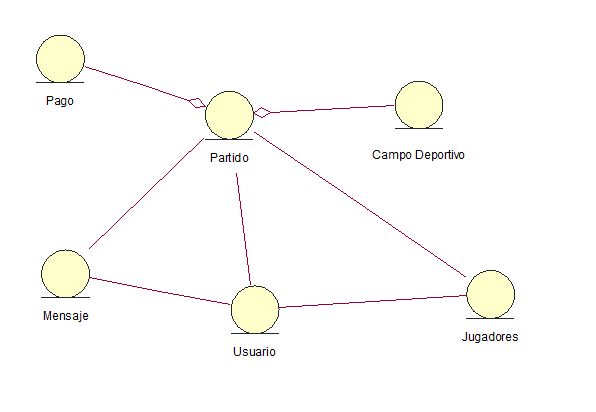 Pago
Partido
Campo Deportivo
Mensaje
Usuario
Jugadores